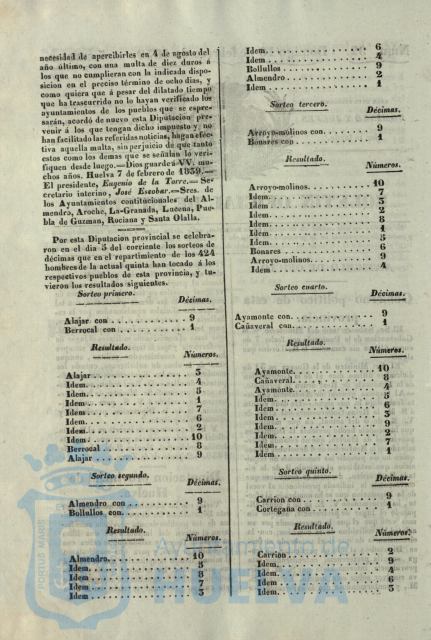 necesidad de apercibirles en 4 de agosto del
año último, con una multa de diez duros á
los que no cumplieran con la indicada dispo-
sicion en el preciso término de ocho dias, y
como quiera que á pesar del dilatado tiempo
que ha trascurrido no lo hayan verificado los
ayuntamientos de los pueblos que se espre-
sarán, acordó de nuevo esta Diputacion pre-
venir á los que tengan dicho impuesto y no
han facilitado las referidas noticias, hagan efec-
tiva aquella multa, sin perjuicio de que tanto
estos como los demas que se señalan lo veri-
fiquen desde luego.—Dios guarde á VV. mu-
chos años. Huelva 7 de febrero de 1839.—
El presidente, Eugenio de la Torre.— Se-
cretario interino, José Escobar.—Sres. de
los Ayuntamientos contitucionales del Al-
mendro, Aroche, La-Granada, Lucena, Pue-
bla de Guzman, Rociana y Santa Olalla.
Por esta Diputacion provincial se celebra-
ron en el dia 5 del corriente los sorteos de
décimas que en el repartimiento de los 424
hombres de la actual quinta han tocado á los
respectivos pueblos de esta provincia, y tu-
vieron los resultados siguientes.
Sorteo primero.
Décimas.
Alajar con . . . . . . . . . . 9
Berrocal con . . . . . . . . . 1
Resultado.
Números.
Alajar . . . . . . . . . . 3
Idem . . . . . . . . . . 4
Idem . . . . . . . . . . 5
Idem . . . . . . . . . . 1
Idem . . . . . . . . . . 7
Idem . . . . . . . . . . 6
Idem . . . . . . . . . . 2
Idem . . . . . . . . . . 10
Berrocal . . . . . . . . . . 8
Alajar . . . . . . . . . . 9
Sorteo segundo.
Décimas.
Almendro con . . . . . . . . . 9
Bollullos con . . . . . . . . . 1
Resultado.
Números.
Almendro . . . . . . . . . . 10
Idem . . . . . . . . . . 5
Idem . . . . . . . . . . 8
Idem . . . . . . . . . . 7
Idem . . . . . . . . . . 3
Idem . . . . . . . . . . 6
Idem . . . . . . . . . . 4
Bollullos . . . . . . . . . . 9
Almendro . . . . . . . . . . 2
Idem . . . . . . . . . . 1
Sorteo tercero.
Décimas.
Arroyo-molinos con . . . . . . . 9
Bonares con . . . . . . . . . 1
Resultado.
Números.
Arroyo-molinos . . . . . . . . . 10
Idem . . . . . . . . . . 7
Idem . . . . . . . . . . 3
Idem . . . . . . . . . . 2
Idem . . . . . . . . . . 8
Idem . . . . . . . . . . 1
Idem . . . . . . . . . . 5
Bonares . . . . . . . . . . 6
Arroyo-molinos . . . . . . . . . 9
Idem . . . . . . . . . . 4
Sorteo cuarto.
Décimas.
Ayamonte con . . . . . . . . . 9
Cañaveral con . . . . . . . . . 1
Resultado.
Números.
Ayamonte . . . . . . . . . . 10
Cañaveral . . . . . . . . . . 8
Ayamonte . . . . . . . . . . 4
Idem . . . . . . . . . . 5
Idem . . . . . . . . . . 6
Idem . . . . . . . . . . 3
Idem . . . . . . . . . . 9
Idem . . . . . . . . . . 2
Idem . . . . . . . . . . 7
Idem . . . . . . . . . . 1
Sorteo quinto.
Décimas.
Carrion con . . . . . . . . . 9
Cortegana con . . . . . . . . . 1
Resultado.
Números.
Carrion . . . . . . . . . . 2
Idem . . . . . . . . . . 9
Idem . . . . . . . . . . 4
Idem . . . . . . . . . . 6
Idem . . . . . . . . . . 3
Ayuntamiento de
HUELVA